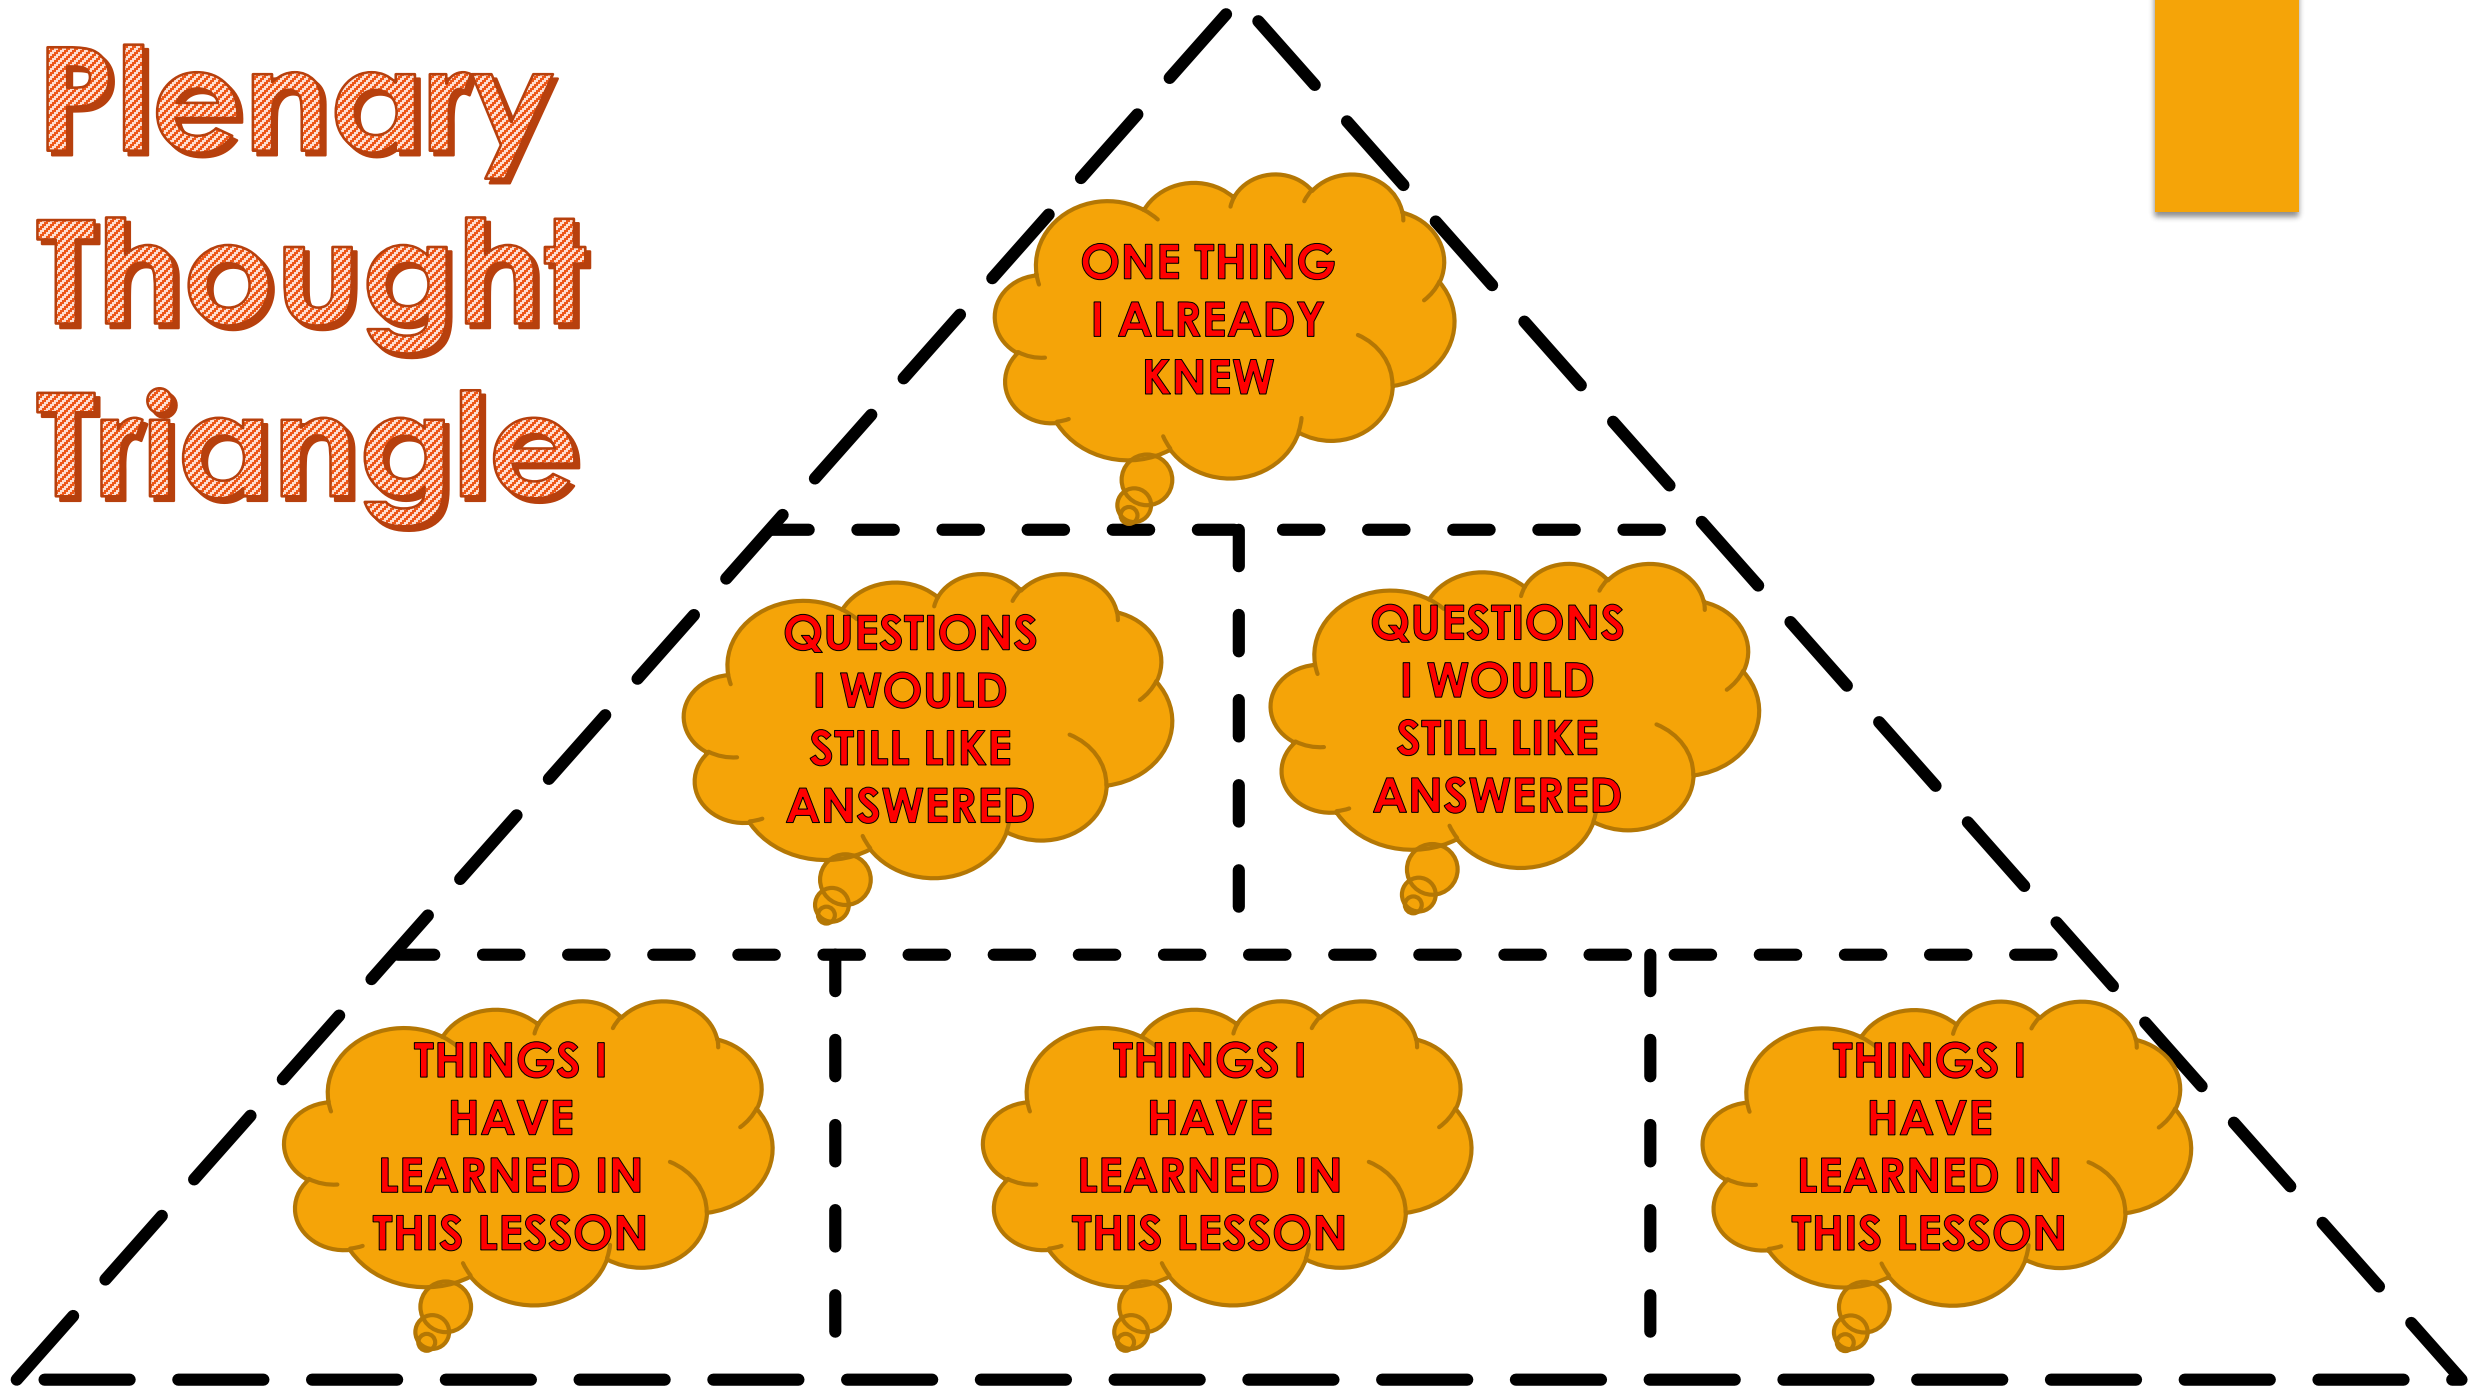 Plenary
Thought
Triangle
ONE THING
I ALREADY
KNEW
QUESTIONS
I WOULD
STILL LIKE
ANSWERED
QUESTIONS
I WOULD
STILL LIKE
ANSWERED
THINGS I
HAVE
LEARNED IN
THIS LESSON
THINGS I
HAVE
LEARNED IN
THIS LESSON
THINGS I
HAVE
LEARNED IN
THIS LESSON